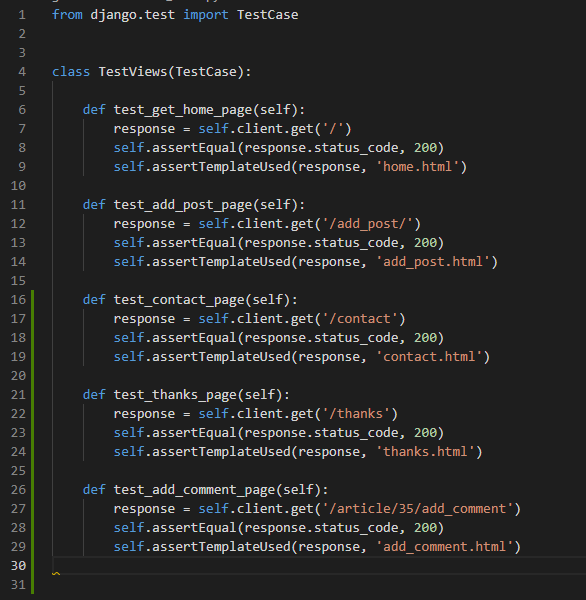 1 from django.test import TestCase
2
3
4 class TestViews(TestCase):
5
6     def test_get_home_page(self):
7         response = self.client.get('/')
8         self.assertEqual(response.status_code, 200)
9         self.assertTemplateUsed(response, 'home.html')
10
11     def test_add_post_page(self):
12         response = self.client.get('/add_post/')
13         self.assertEqual(response.status_code, 200)
14         self.assertTemplateUsed(response, 'add_post.html')
15
16     def test_contact_page(self):
17         response = self.client.get('/contact')
18         self.assertEqual(response.status_code, 200)
19         self.assertTemplateUsed(response, 'contact.html')
20
21     def test_thanks_page(self):
22         response = self.client.get('/thanks')
23         self.assertEqual(response.status_code, 200)
24         self.assertTemplateUsed(response, 'thanks.html')
25
26     def test_add_comment_page(self):
27         response = self.client.get('/article/35/add_comment')
28         self.assertEqual(response.status_code, 200)
29         self.assertTemplateUsed(response, 'add_comment.html')
30
31